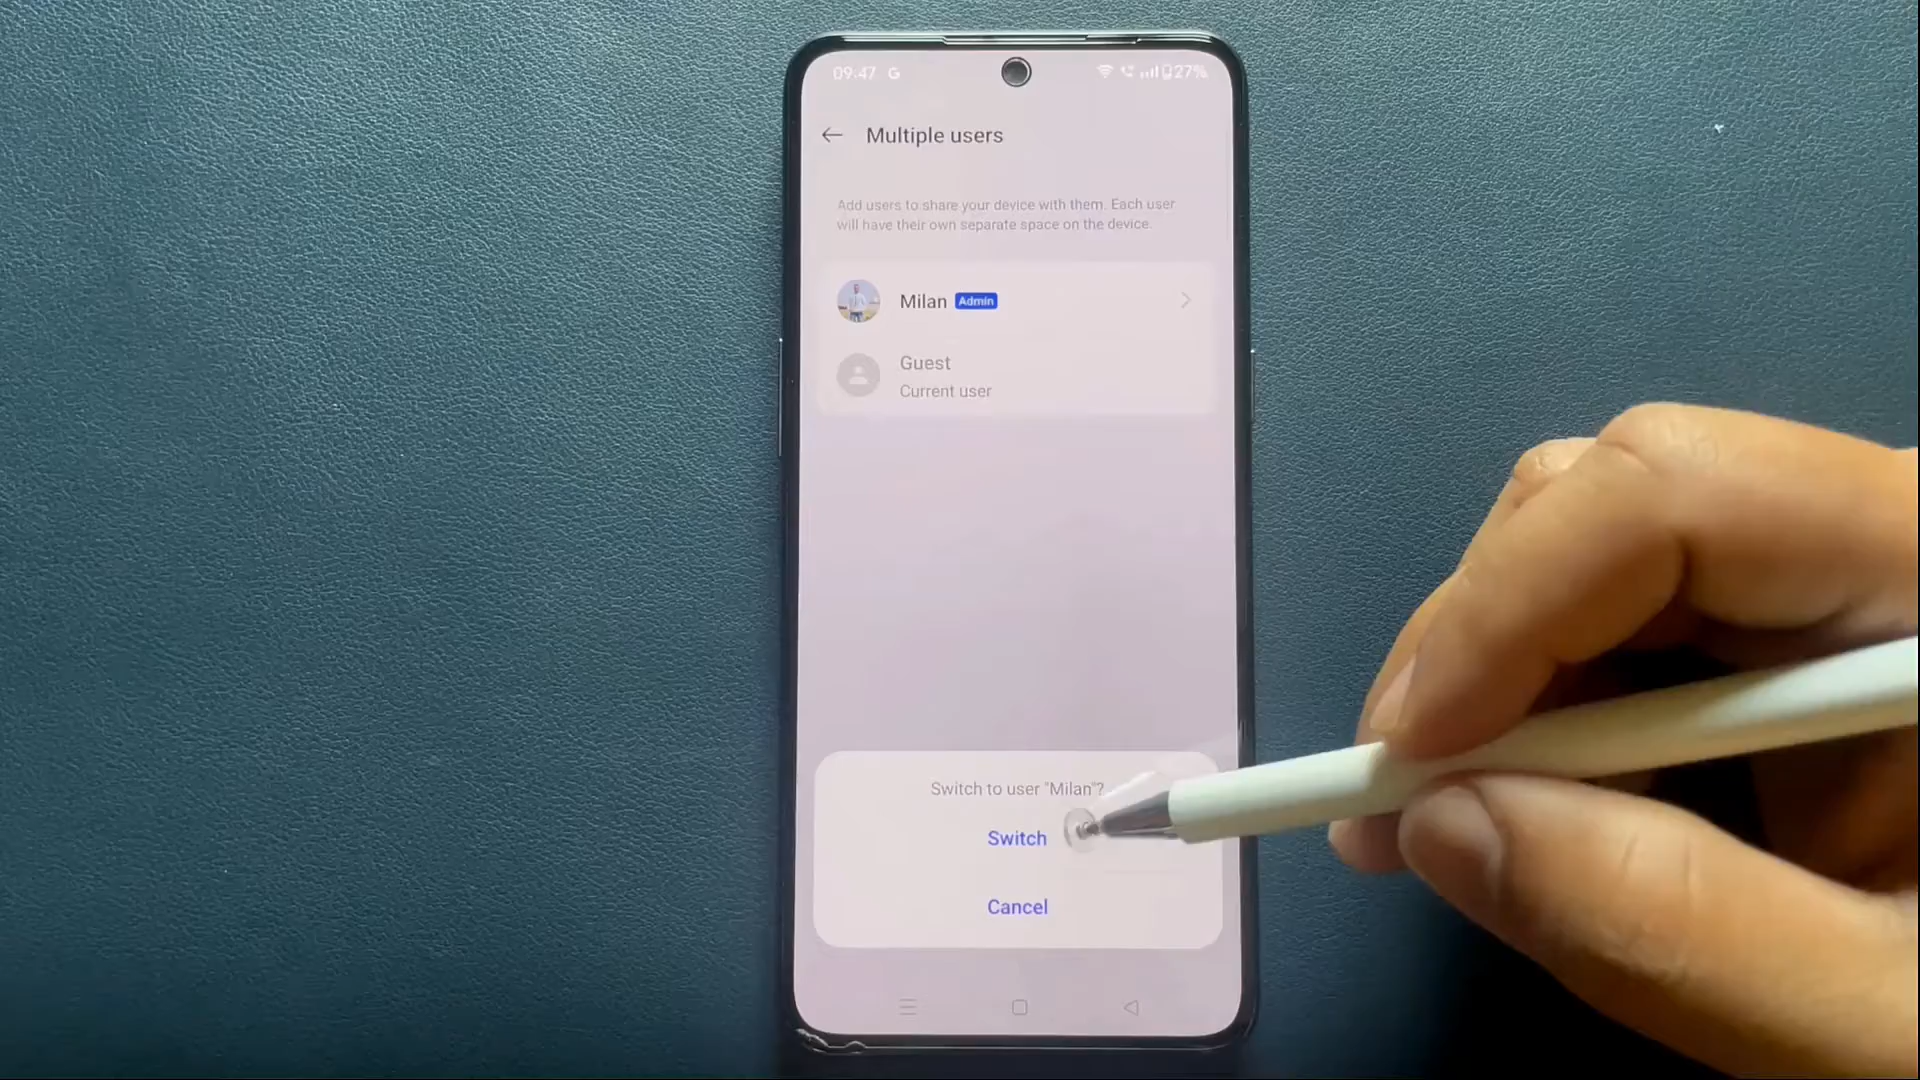 09:47 G 27%
Multiple users
Add users to share your device with them. Each user
will have their own separate space on the device.
Milan Admin
Guest
Current user
Switch to user "Milan"?
Switch
Cancel